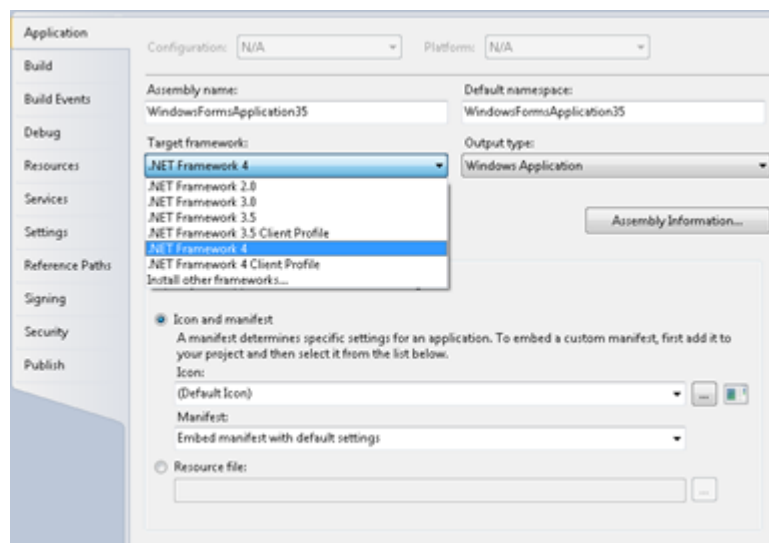 Application
Build
Build Events
Debug
Resources
Services
Settings
Reference Paths
Signing
Security
Publish
Configuration: N/A Platform: N/A
Assembly name: Default namespace:
WindowsFormsApplication35 WindowsFormsApplication35
Target framework: Output type:
.NET Framework 4 Windows Application
.NET Framework 2.0
.NET Framework 3.0
.NET Framework 3.5
.NET Framework 3.5 Client Profile
.NET Framework 4
.NET Framework 4 Client Profile
Install other frameworks...
Assembly Information...
Icon and manifest
A manifest determines specific settings for an application. To embed a custom manifest, first add it to
your project and then select it from the list below.
Icon:
(Default Icon) ...
Manifest:
Embed manifest with default settings
Resource file:
...